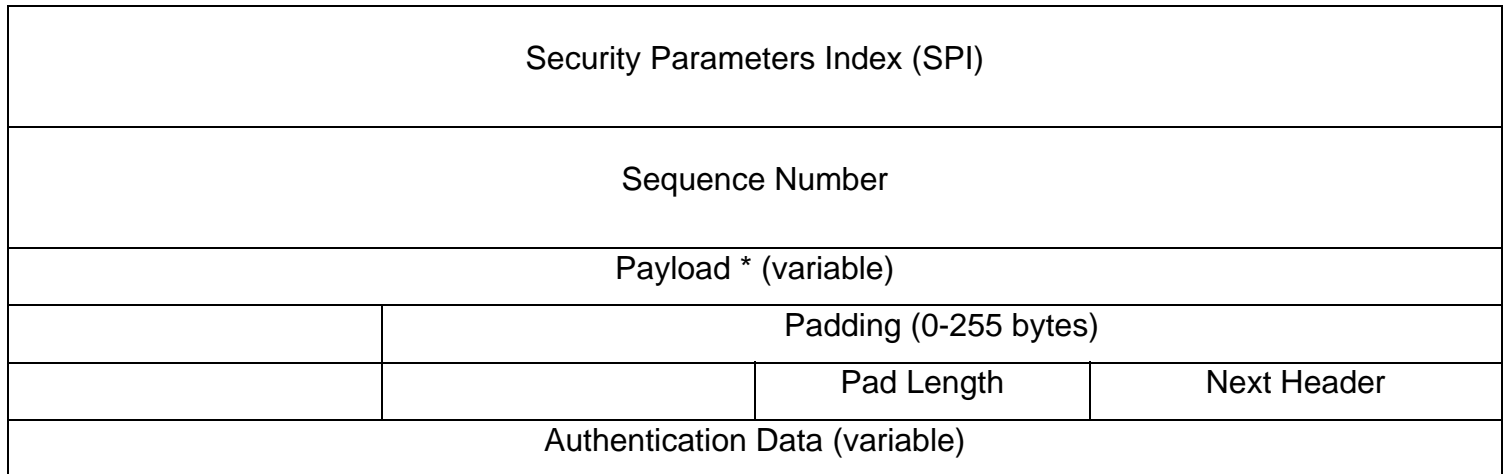 Security Parameters Index (SPI)
Sequence Number
Payload * (variable)
Padding (0-255 bytes)
Pad Length Next Header
Authentication Data (variable)